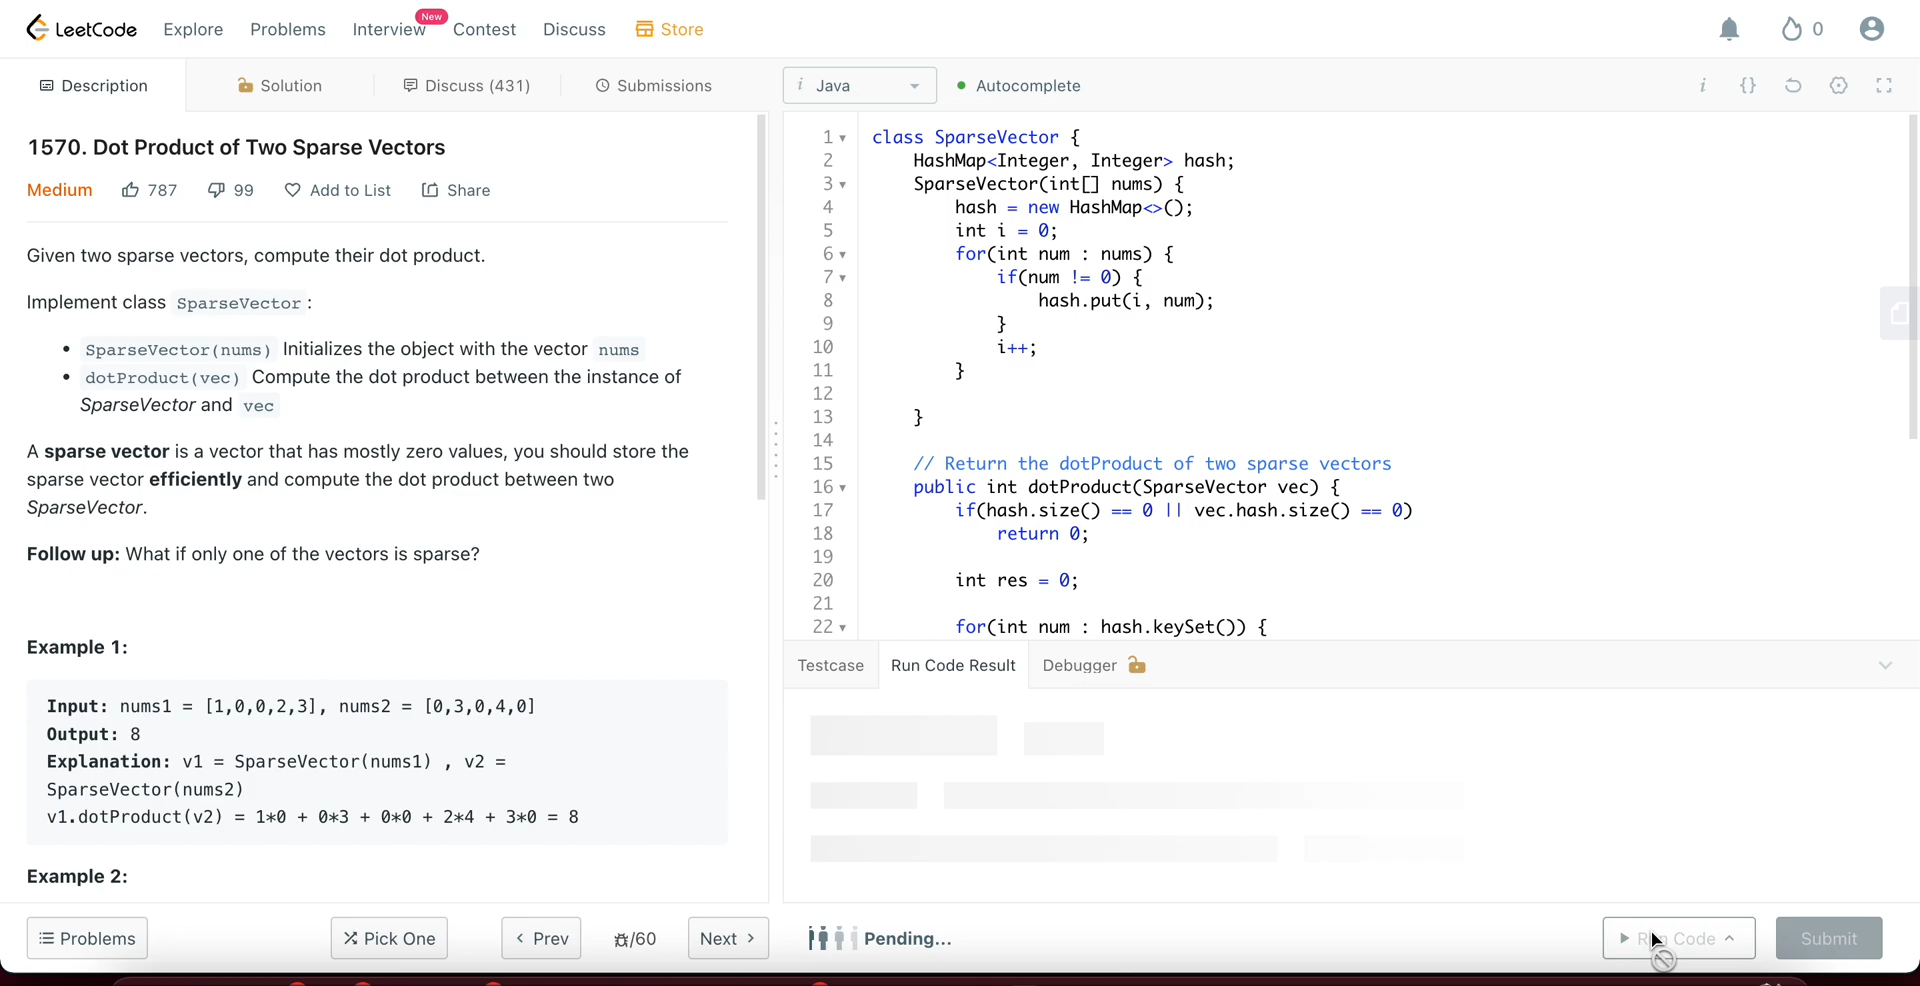 LeetCode Explore Problems Interview New Contest Discuss Store 0
Description Solution Discuss (431) Submissions
1570. Dot Product of Two Sparse Vectors
Medium 787 99 Add to List Share
Given two sparse vectors, compute their dot product.
Implement class SparseVector:
• SparseVector(nums) Initializes the object with the vector nums
• dotProduct(vec) Compute the dot product between the instance of
SparseVector and vec
A sparse vector is a vector that has mostly zero values, you should store the
sparse vector efficiently and compute the dot product between two
SparseVector.
Follow up: What if only one of the vectors is sparse?
Example 1:
Input: nums1 = [1,0,0,2,3], nums2 = [0,3,0,4,0]
Output: 8
Explanation: v1 = SparseVector(nums1) , v2 =
SparseVector(nums2)
v1.dotProduct(v2) = 1*0 + 0*3 + 0*0 + 2*4 + 3*0 = 8
Example 2:
Problems Pick One < Prev /60 Next >
i Java Autocomplete i {}
1 class SparseVector {
2 HashMap<Integer, Integer> hash;
3 SparseVector(int[] nums) {
4 hash = new HashMap<>();
5 int i = 0;
6 for(int num : nums) {
7 if(num != 0) {
8 hash.put(i, num);
9 }
10 i++;
11 }
12
13 }
14
15 // Return the dotProduct of two sparse vectors
16 public int dotProduct(SparseVector vec) {
17 if(hash.size() == 0 || vec.hash.size() == 0)
18 return 0;
19
20 int res = 0;
21
22 for(int num : hash.keySet()) {
Testcase Run Code Result Debugger
Pending... Run Code Submit